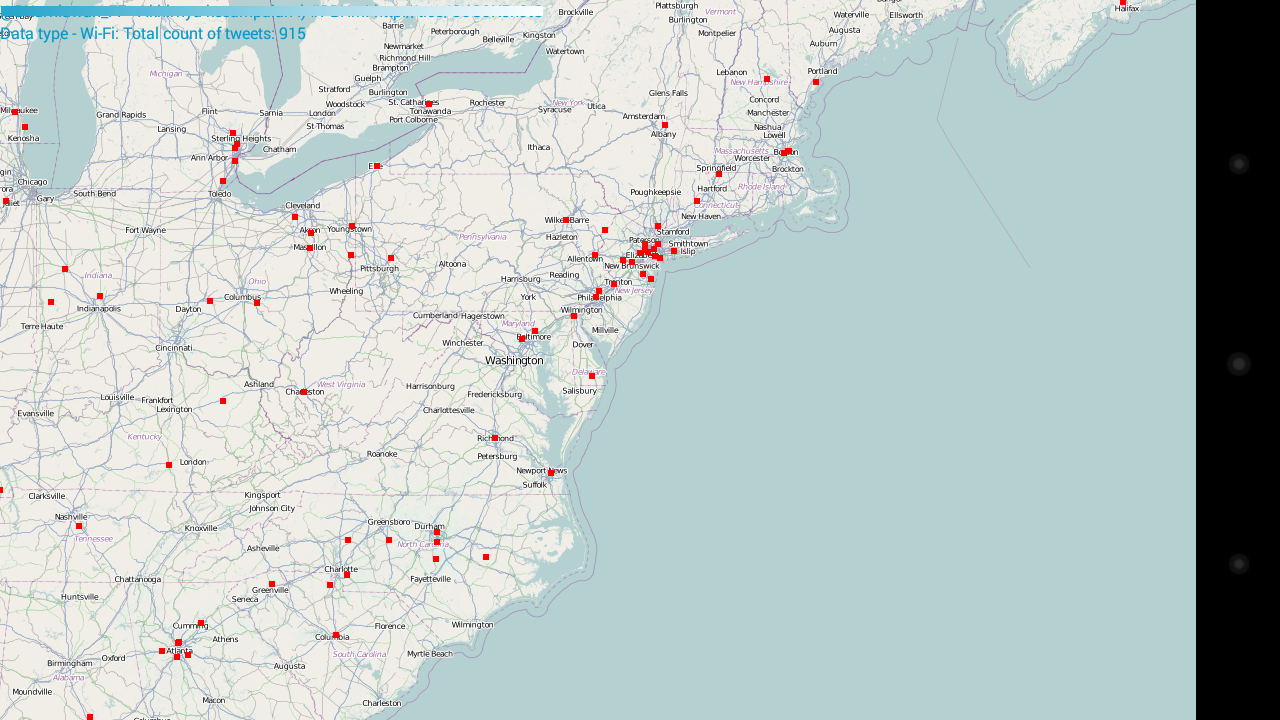 Data type - Wi-Fi: Total count of tweets: 915
Brockville
Plattsburgh
Burlington
Vermont
Waterville
Ellsworth
Halifax
Barrie
Peterborough
Belleville
Kingston
Watertown
Montpelier
Augusta
Auburn
Newmarket
Richmond Hill
Brampton
Guelph
Burlington
Michigan
Stratford
Woodstock
London
St Thomas
St. Catharines
Tonawanda
Port Colborne
Rochester
New York
Syracuse
Utica
Glens Falls
Lebanon
New Hampshire
Portland
Concord
Manchester
Nashua
Lowell
Milwaukee
Kenosha
Grand Rapids
Flint
Lansing
Sarnia
Sterling Heights
Ann Arbor
Chatham
Amsterdam
Albany
Ithaca
Massachusetts
Boston
Worcester
Brockton
Springfield
Chicago
Gary
South Bend
Toledo
Erie
Poughkeepsie
Hartford
Rhode Island
Connecticut
New Haven
Cleveland
Akron
Youngstown
Massillon
Fort Wayne
Wilkes-Barre
Hazleton
Pennsylvania
Stamford
Paterson
Smithtown
Islip
Elizabeth
New Brunswick
Allentown
Pittsburgh
Altoona
Reading
Harrisburg
Trenton
New Jersey
Indiana
Ohio
Wheeling
York
Philadelphia
Columbus
Dayton
Indianapolis
Terre Haute
Cumberland
Hagerstown
Wilmington
Maryland
Baltimore
Millville
Winchester
Dover
Cincinnati
Washington
Delaware
Salisbury
Ashland
West Virginia
Charleston
Harrisonburg
Fredericksburg
Louisville
Frankfort
Lexington
Evansville
Charlottesville
Kentucky
London
Richmond
Petersburg
Roanoke
Newport News
Suffolk
Clarksville
Kingsport
Johnson City
Nashville
Tennessee
Knoxville
Greensboro
Durham
North Carolina
Asheville
Charlotte
Fayetteville
Chattanooga
Huntsville
Greenville
Seneca
Cumming
Athens
Columbia
Florence
Wilmington
Atlanta
Oxford
Birmingham
Alabama
Augusta
South Carolina
Myrtle Beach
Moundville
Macon
Charleston